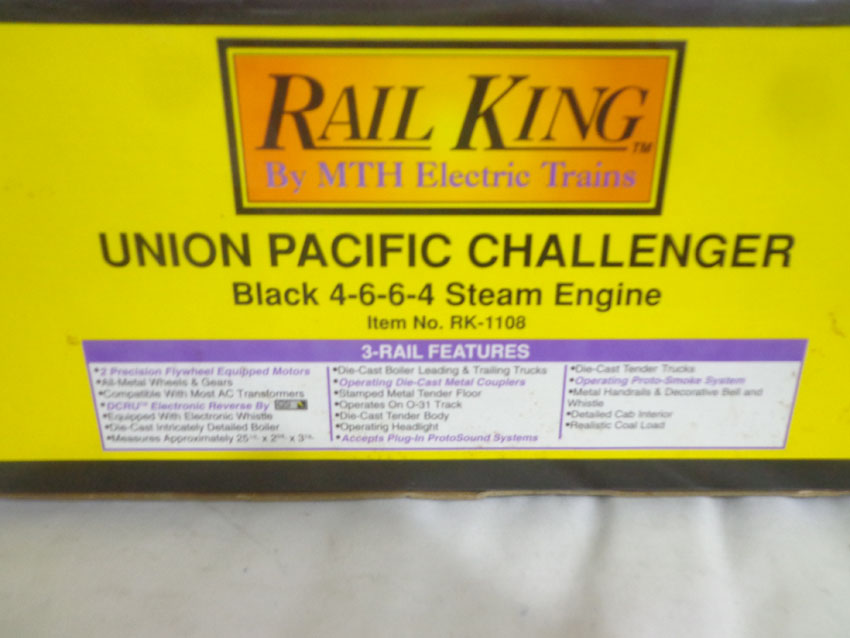 RAIL KING™
By MTH Electric Trains
UNION PACIFIC CHALLENGER
Black 4-6-6-4 Steam Engine
Item No. RK-1108
3-RAIL FEATURES
•2 Precision Flywheel Equipped Motors
•All-Metal Wheels & Gears
•Compatible With Most AC Transformers
•DCRU™ Electronic Reverse By
•Equipped With Electronic Whistle
•Die-Cast Intricately Detailed Boiler
•Measures Approximately 25 x 2 x 3
•Die-Cast Boiler Leading & Trailing Trucks
•Operating Die-Cast Metal Couplers
•Stamped Metal Tender Floor
•Operates On O-31 Track
•Die-Cast Tender Body
•Operating Headlight
•Accepts Plug-In ProtoSound Systems
•Die-Cast Tender Trucks
•Operating Proto-Smoke System
•Metal Handrails & Decorative Bell and
Whistle
•Detailed Cab Interior
•Realistic Coal Load